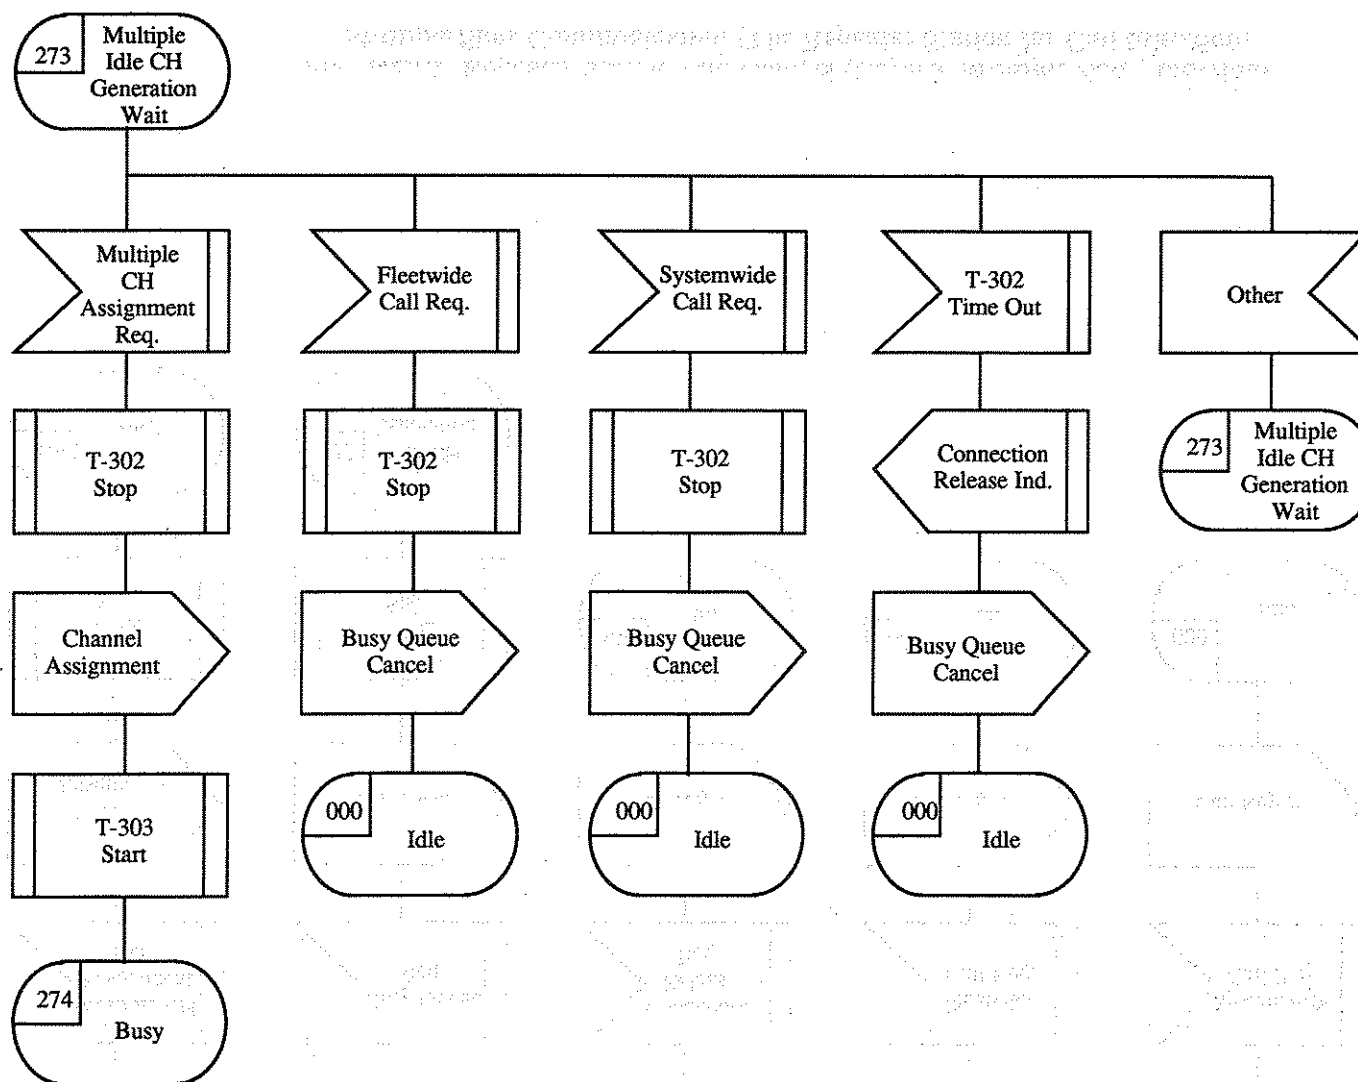 273
Multiple
Idle CH
Generation
Wait
Multiple
CH
Assignment
Req.
Fleetwide
Call Req.
Systemwide
Call Req.
T-302
Time Out
Other
T-302
Stop
T-302
Stop
T-302
Stop
Connection
Release Ind.
273
Multiple
Idle CH
Generation
Wait
Channel
Assignment
Busy Queue
Cancel
Busy Queue
Cancel
Busy Queue
Cancel
T-303
Start
000
Idle
000
Idle
000
Idle
274
Busy